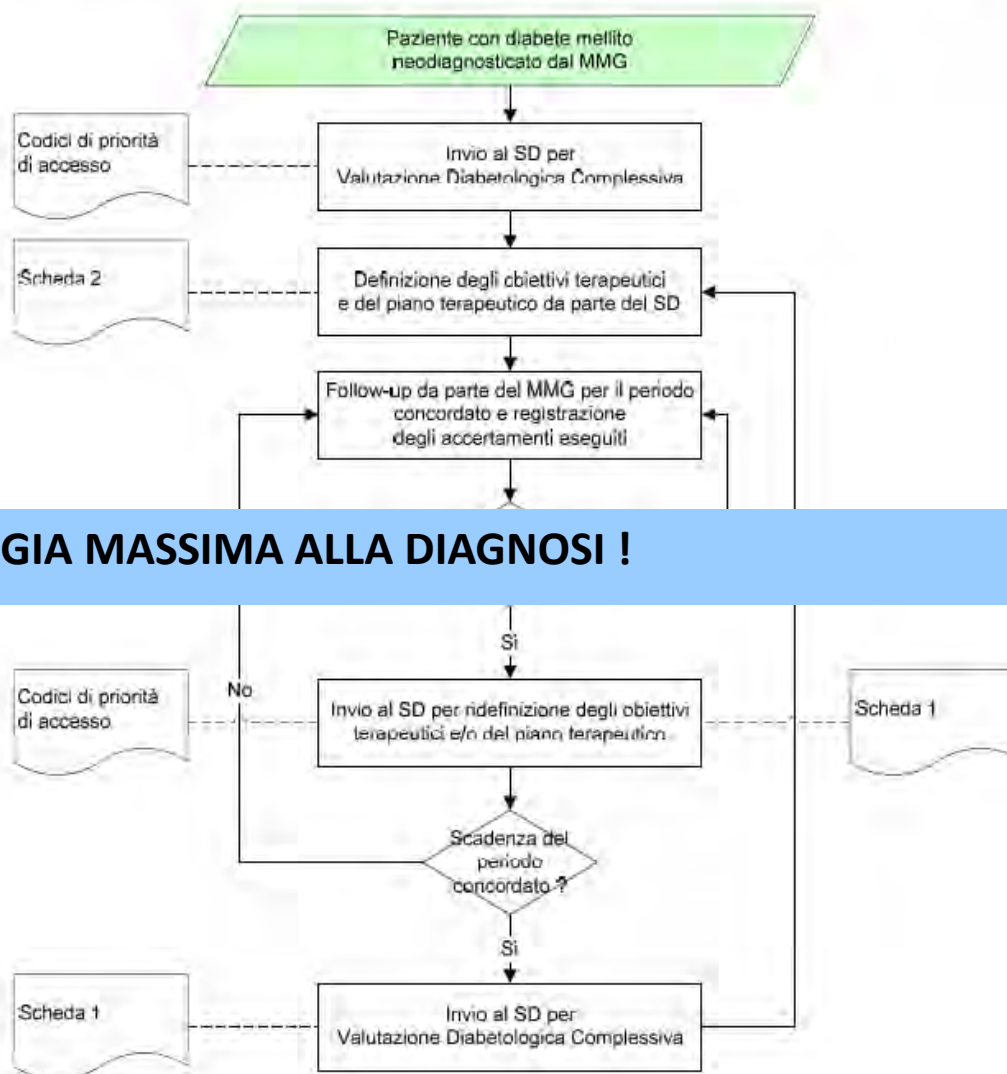 Paziente con diabete mellito
neodiagnosticato dal MMG
Codici di priorità
di accesso
Invio al SD per
Valutazione Diabetologica Complessiva
Scheda 2
Definizione degli obiettivi terapeutici
e del piano terapeutico da parte del SD
Follow-up da parte del MMG per il periodo
concordato e registrazione
degli accertamenti eseguiti
GIA MASSIMA ALLA DIAGNOSI !
Sì
Codici di priorità
di accesso
No
Invio al SD per ridefinizione degli obiettivi
terapeutici e/o del piano terapeutico
Scheda 1
Scadenza del
periodo
concordato ?
Sì
Scheda 1
Invio al SD per
Valutazione Diabetologica Complessiva